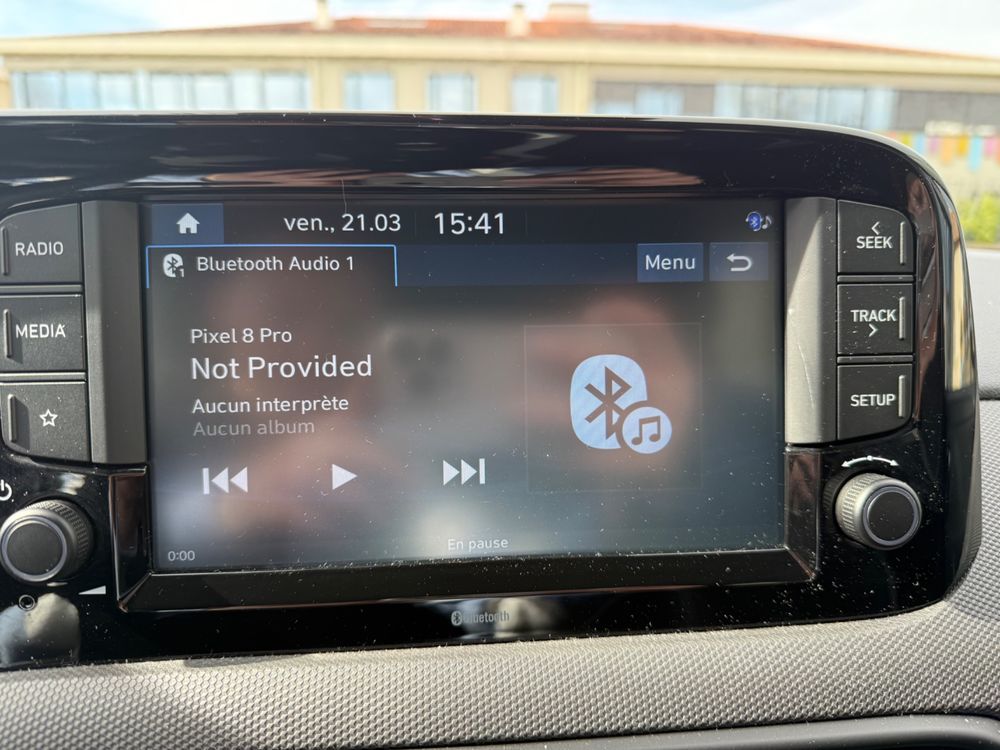 ven., 21.03 15:41
RADIO
SEEK
Bluetooth Audio 1
Menu
MEDIA
TRACK
Pixel 8 Pro
Not Provided
Aucun interprète
Aucun album
SETUP
0:00
En pause
Bluetooth